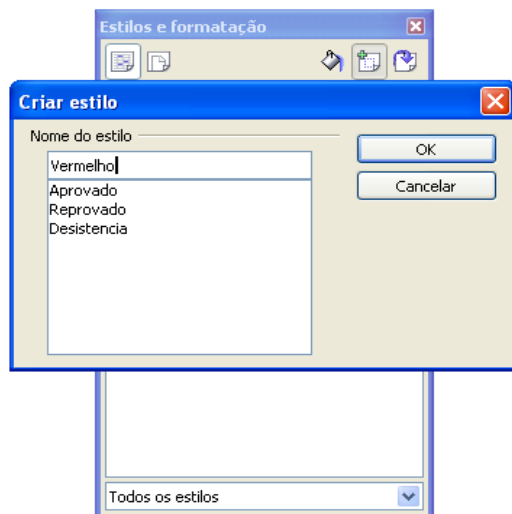 Estilos e formatação
Criar estilo
Nome do estilo
Vermelho
Aprovado
Reprovado
Desistencia
OK
Cancelar
Todos os estilos